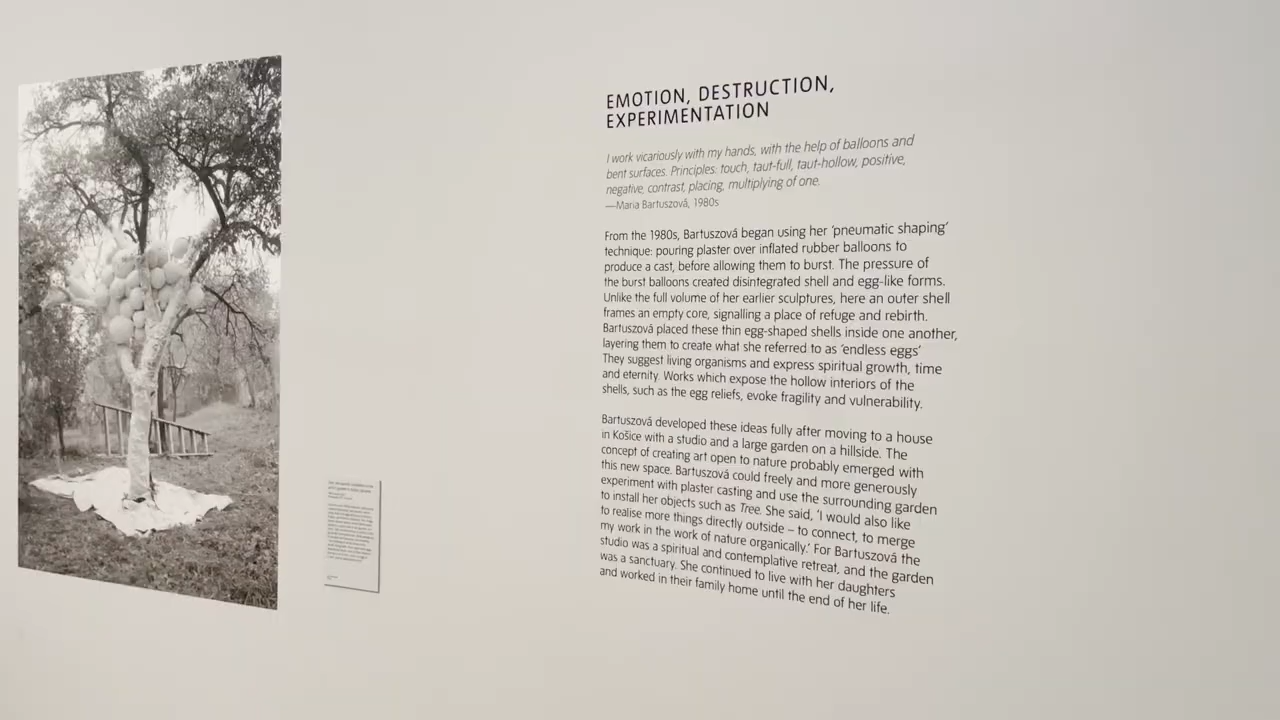 EMOTION, DESTRUCTION,
EXPERIMENTATION
I work vicariously with my hands, with the help of balloons and
bent surfaces. Principles: touch, taut-full, taut-hollow, positive,
negative, contrast, placing, multiplying of one.
—Maria Bartuszová, 1980s
From the 1980s, Bartuszová began using her ‘pneumatic shaping’
technique: pouring plaster over inflated rubber balloons to
produce a cast, before allowing them to burst. The pressure of
the burst balloons created disintegrated shell and egg-like forms.
Unlike the full volume of her earlier sculptures, here an outer shell
frames an empty core, signalling a place of refuge and rebirth.
Bartuszová placed these thin egg-shaped shells inside one another,
layering them to create what she referred to as ‘endless eggs’
They suggest living organisms and express spiritual growth, time
and eternity. Works which expose the hollow interiors of the
shells, such as the egg reliefs, evoke fragility and vulnerability.
Bartuszová developed these ideas fully after moving to a house
in Košice with a studio and a large garden on a hillside. The
concept of creating art open to nature probably emerged with
this new space. Bartuszová could freely and more generously
experiment with plaster casting and use the surrounding garden
to install her objects such as Tree. She said, ‘I would also like
to realise more things directly outside – to connect, to merge
my work in the work of nature organically.’ For Bartuszová the
studio was a spiritual and contemplative retreat, and the garden
was a sanctuary. She continued to live with her daughters
and worked in their family home until the end of her life.